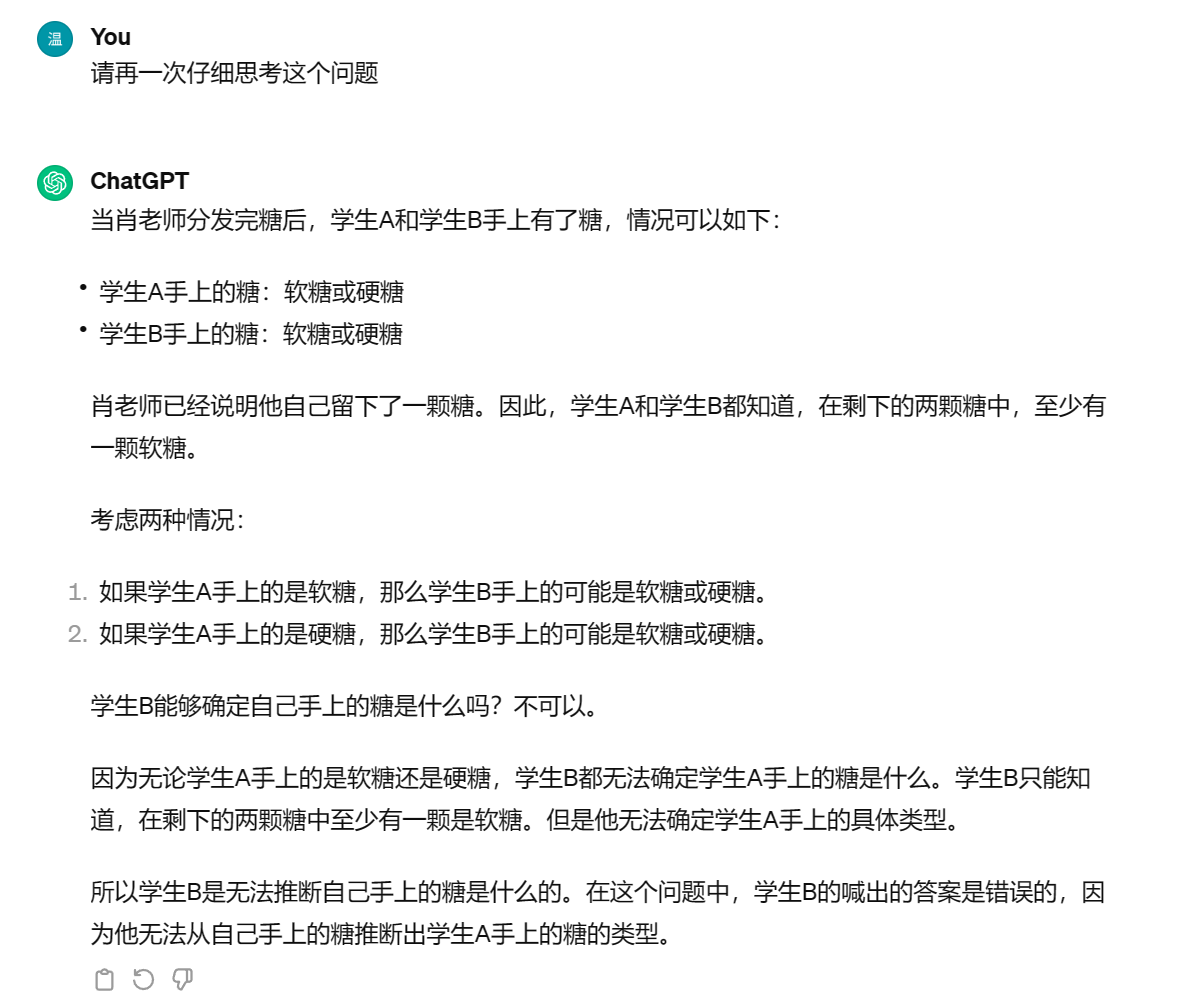 温
You
请再一次仔细思考这个问题
ChatGPT
当肖老师分发完糖后，学生A和学生B手上有了糖，情况可以如下：
• 学生A手上的糖：软糖或硬糖
• 学生B手上的糖：软糖或硬糖
肖老师已经说明他自己留下了一颗糖。因此，学生A和学生B都知道，在剩下的两颗糖中，至少有
一颗软糖。
考虑两种情况：
1. 如果学生A手上的是软糖，那么学生B手上的可能是软糖或硬糖。
2. 如果学生A手上的是硬糖，那么学生B手上的可能是软糖或硬糖。
学生B能够确定自己手上的糖是什么吗？不可以。
因为无论学生A手上的是软糖还是硬糖，学生B都无法确定学生A手上的糖是什么。学生B只能知
道，在剩下的两颗糖中至少有一颗是软糖。但是他无法确定学生A手上的具体类型。
所以学生B是无法推断自己手上的糖是什么的。在这个问题中，学生B的喊出的答案是错误的，因
为他无法从自己手上的糖推断出学生A手上的糖的类型。